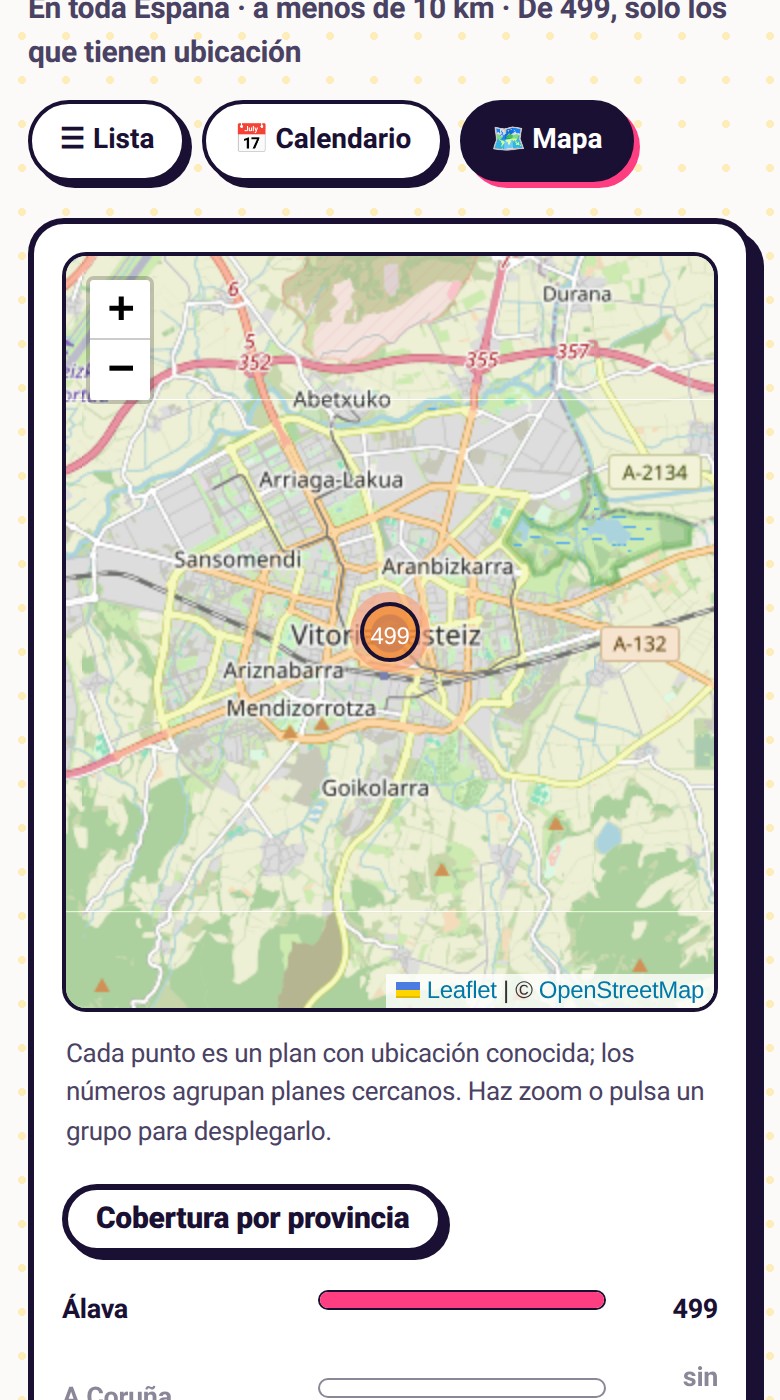 En toda España · a menos de 10 km · De 499, solo los
que tienen ubicación
☰ Lista
Calendario
Mapa
+
−
6
5
352
355
357
Durana
Abetxuko
A-2134
Arriaga-Lakua
Sansomendi
Aranbizkarra
499
steiz
A-132
Ariznabarra
Mendizorrotza
Goikolarra
Leaflet | © OpenStreetMap
Cada punto es un plan con ubicación conocida; los
números agrupan planes cercanos. Haz zoom o pulsa un
grupo para desplegarlo.
Cobertura por provincia
Álava 499
A Coruña sin